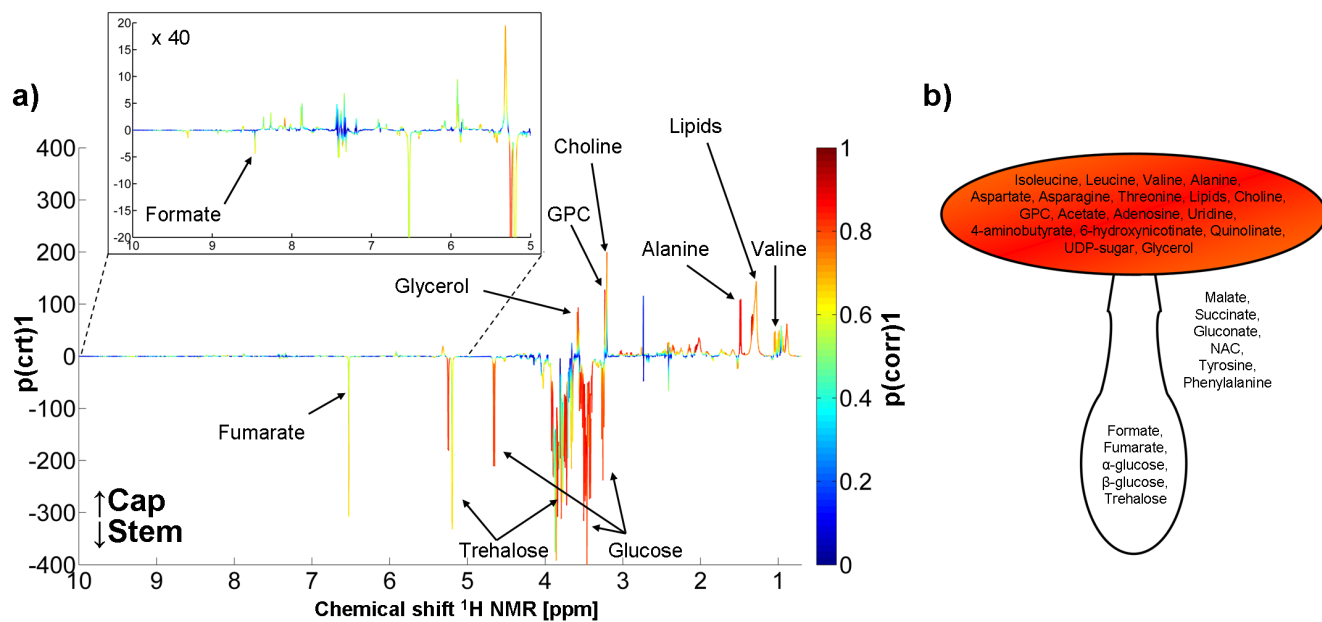 a)
x 40
20
15
10
5
0
-5
-10
-15
-20
10
9
8
7
6
5
Formate
400
300
200
100
0
-100
-200
-300
-400
p(crt)1
Choline
GPC
Glycerol
Lipids
Alanine
Valine
Fumarate
Trehalose
Glucose
↑Cap
↓Stem
10
9
8
7
6
5
4
3
2
1
Chemical shift ¹H NMR [ppm]
1
0.8
0.6
0.4
0.2
0
p(corr)1
b)
Isoleucine, Leucine, Valine, Alanine,
Aspartate, Asparagine, Threonine, Lipids, Choline,
GPC, Acetate, Adenosine, Uridine,
4-aminobutyrate, 6-hydroxynicotinate, Quinolinate,
UDP-sugar, Glycerol
Malate,
Succinate,
Gluconate,
NAC,
Tyrosine,
Phenylalanine
Formate,
Fumarate,
α-glucose,
β-glucose,
Trehalose